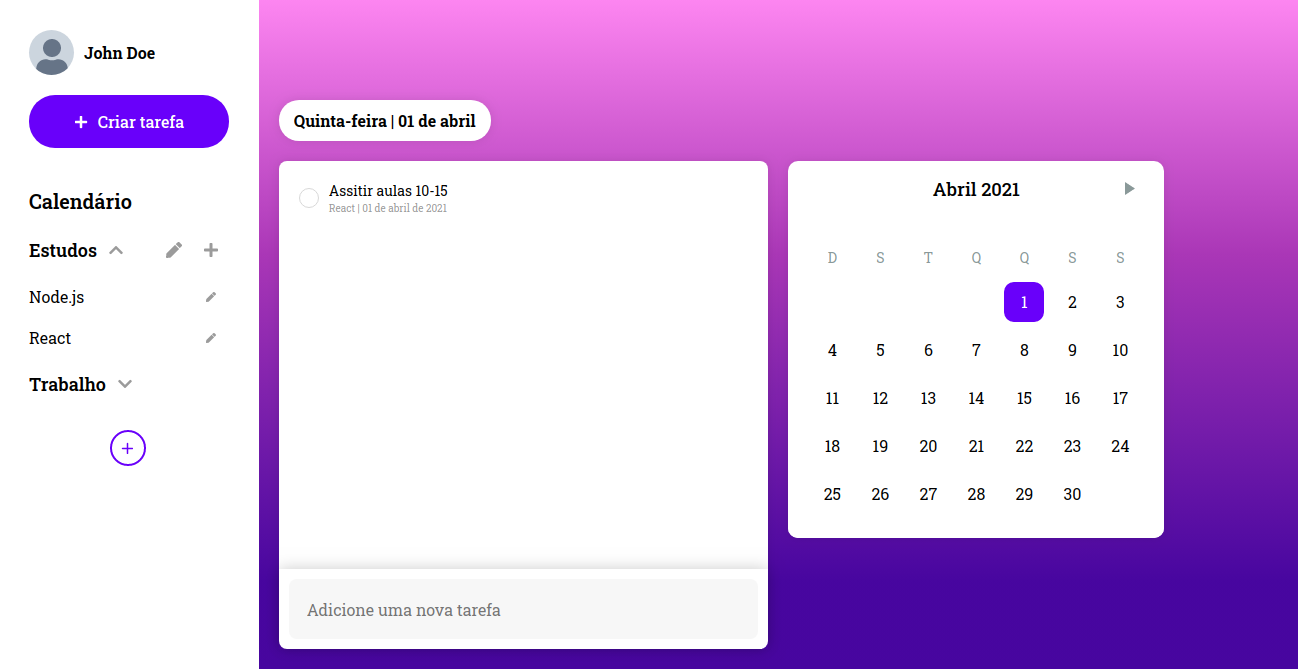 John Doe
Criar tarefa
Calendário
Estudos
Node.js
React
Trabalho
Quinta-feira | 01 de abril
Assitir aulas 10-15
React | 01 de abril de 2021
Adicione uma nova tarefa
Abril 2021
D S T Q Q S S
1 2 3
4 5 6 7 8 9 10
11 12 13 14 15 16 17
18 19 20 21 22 23 24
25 26 27 28 29 30